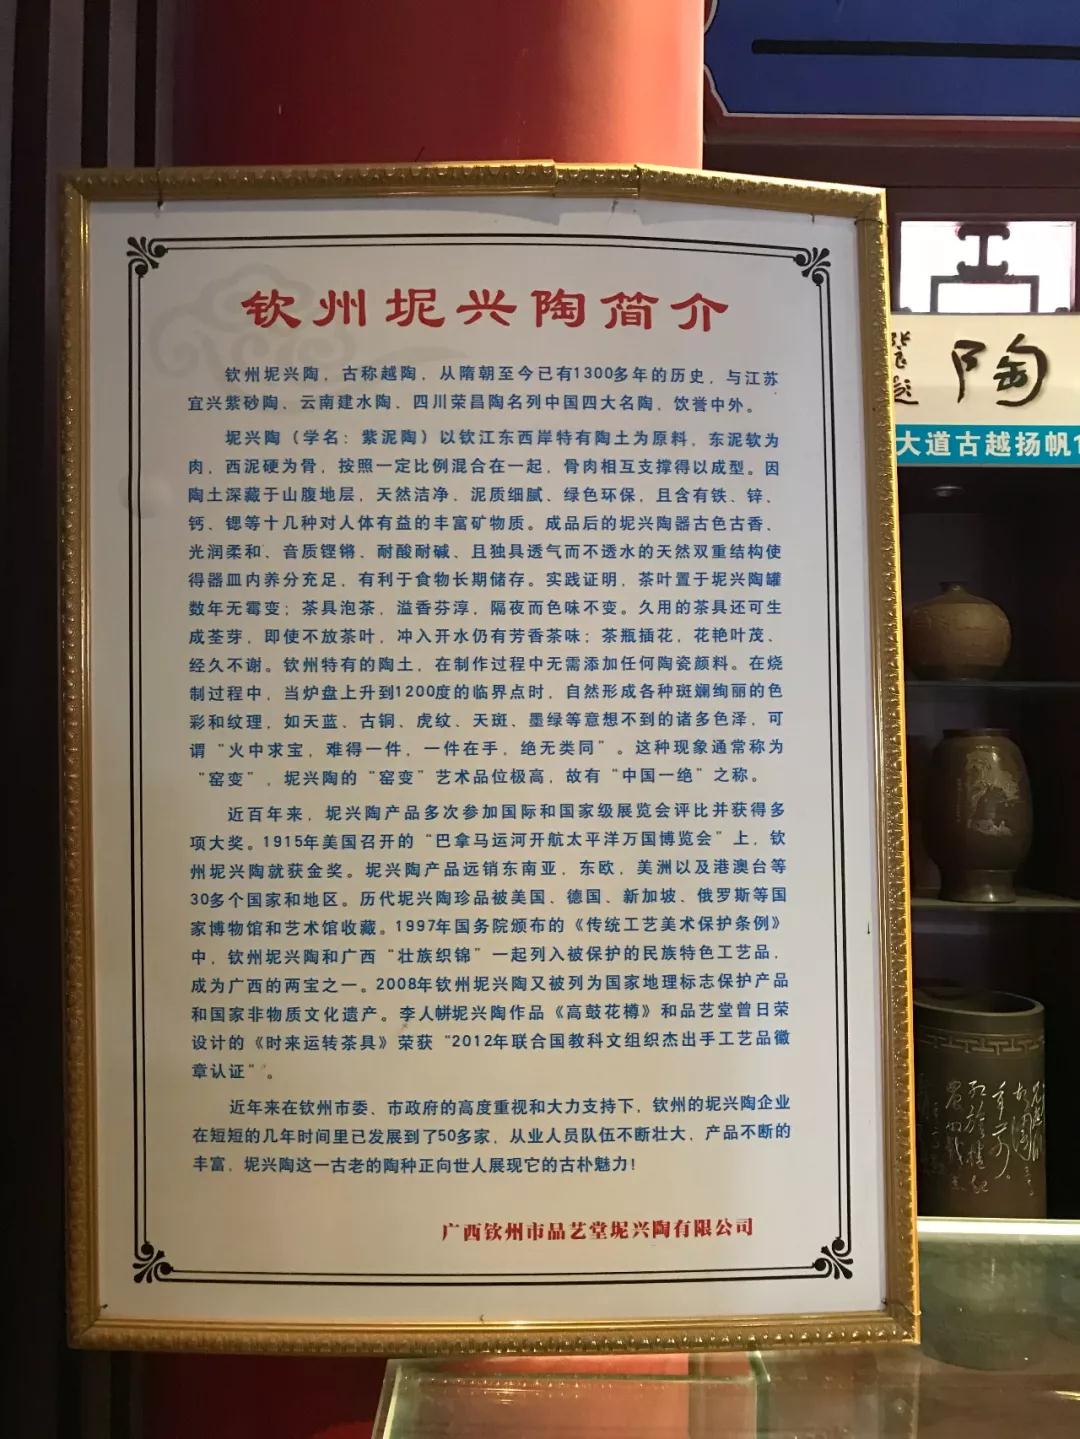 钦州坭兴陶简介
钦州坭兴陶，古称越陶，从隋朝至今已有1300多年的历史，与江苏
宜兴紫砂陶、云南建水陶、四川荣昌陶名列中国四大名陶，饮誉中外。
坭兴陶（学名：紫泥陶）以钦江东西岸特有陶土为原料，东泥软为
肉，西泥硬为骨，按照一定比例混合在一起，骨肉相互支撑得以成型。因
陶土深藏于山腹地层，天然洁净、泥质细腻、绿色环保，且含有铁、锌、
钙、锶等十几种对人体有益的丰富矿物质。成品后的坭兴陶器古色古香、
光润柔和、音质铿锵、耐酸耐碱、且独具透气而不透水的天然双重结构使
得器皿内养分充足，有利于食物长期储存。实践证明，茶叶置于坭兴陶罐
数年无霉变；茶具泡茶，溢香芬淳，隔夜而色味不变。久用的茶具还可生
成荃芽，即使不放茶叶，冲入开水仍有芳香茶味；茶瓶插花，花艳叶茂、
经久不谢。钦州特有的陶土，在制作过程中无需添加任何陶瓷颜料。在烧
制过程中，当炉盘上升到1200度的临界点时，自然形成各种斑斓绚丽的色
彩和纹理，如天蓝、古铜、虎纹、天斑、墨绿等意想不到的诸多色泽，可
谓“火中求宝，难得一件，一件在手，绝无类同”。这种现象通常称为
“窑变”，坭兴陶的“窑变”艺术品位极高，故有“中国一绝”之称。
近百年来，坭兴陶产品多次参加国际和国家级展览会评比并获得多
项大奖。1915年美国召开的“巴拿马运河开航太平洋万国博览会”上，钦
州坭兴陶就获金奖。坭兴陶产品远销东南亚，东欧，美洲以及港澳台等
30多个国家和地区。历代坭兴陶珍品被美国、德国、新加坡、俄罗斯等国
家博物馆和艺术馆收藏。1997年国务院颁布的《传统工艺美术保护条例》
中，钦州坭兴陶和广西“壮族织锦”一起列入被保护的民族特色工艺品，
成为广西的两宝之一。2008年钦州坭兴陶又被列为国家地理标志保护产品
和国家非物质文化遗产。李人帡坭兴陶作品《高鼓花樽》和品艺堂曾日荣
设计的《时来运转茶具》荣获“2012年联合国教科文组织杰出手工艺品徽
章认证”。
近年来在钦州市委、市政府的高度重视和大力支持下，钦州的坭兴陶企业
在短短的几年时间里已发展到了50多家，从业人员队伍不断壮大，产品不断的
丰富，坭兴陶这一古老的陶种正向世人展现它的古朴魅力！
广西钦州市品艺堂坭兴陶有限公司
陶
大道古越扬帆